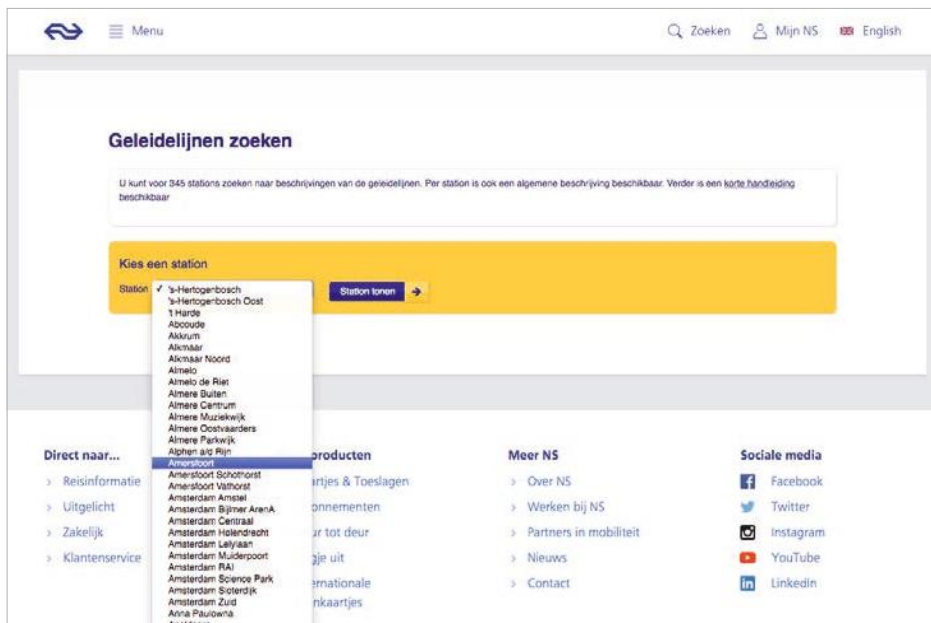 Menu
Zoeken
Mijn NS
English
Geleidelijnen zoeken
U kunt voor 345 stations zoeken naar beschrijvingen van de geleidelijnen. Per station is ook een algemene beschrijving beschikbaar. Verder is een korte handleiding
beschikbaar
Kies een station
Station
✓ 's-Hertogenbosch
's-Hertogenbosch Oost
't Harde
Abcoude
Akkrum
Alkmaar
Alkmaar Noord
Almelo
Almelo de Riet
Almere Buiten
Almere Centrum
Almere Muziekwijk
Almere Oostvaarders
Almere Parkwijk
Alphen a/d Rijn
Amersfoort
Amersfoort Schothorst
Amersfoort Vathorst
Amsterdam Amstel
Amsterdam Bijlmer ArenA
Amsterdam Centraal
Amsterdam Holendrecht
Amsterdam Lelylaan
Amsterdam Muiderpoort
Amsterdam RAI
Amsterdam Science Park
Amsterdam Sloterdijk
Amsterdam Zuid
Anna Paulowna
Station tonen
Direct naar...
Reisinformatie
Uitgelicht
Zakelijk
Klantenservice
producten
artjes & Toeslagen
onnementen
ur tot deur
gje uit
ernationale
inkaartjes
Meer NS
Over NS
Werken bij NS
Partners in mobiliteit
Nieuws
Contact
Sociale media
Facebook
Twitter
Instagram
YouTube
LinkedIn